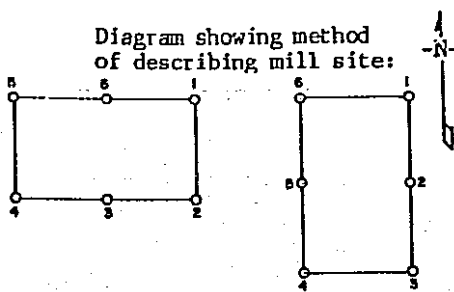 Diagram showing method
of describing mill site:
-N-
5 6 1
4 3 2
6 1
5 2
4 3